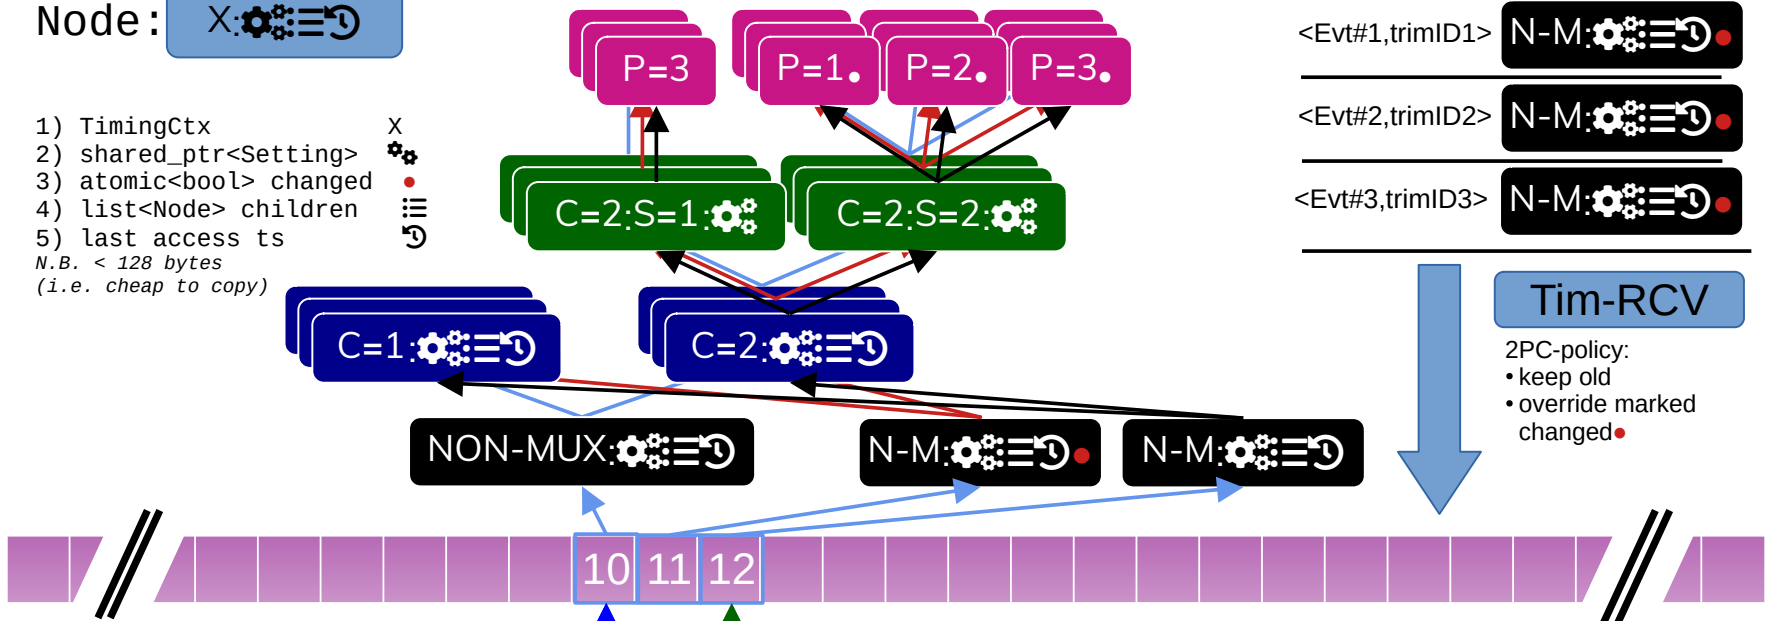 Node:
X:
1) TimingCtx X
2) shared_ptr<Setting>
3) atomic<bool> changed
4) list<Node> children
5) last access ts
N.B. < 128 bytes
(i.e. cheap to copy)
P=3
P=1
P=2
P=3
C=2:S=1:
C=2:S=2:
C=1:
C=2:
NON-MUX:
N-M:
N-M:
<Evt#1,trimID1> N-M:
<Evt#2,trimID2> N-M:
<Evt#3,trimID3> N-M:
Tim-RCV
2PC-policy:
• keep old
• override marked
changed
10 11 12